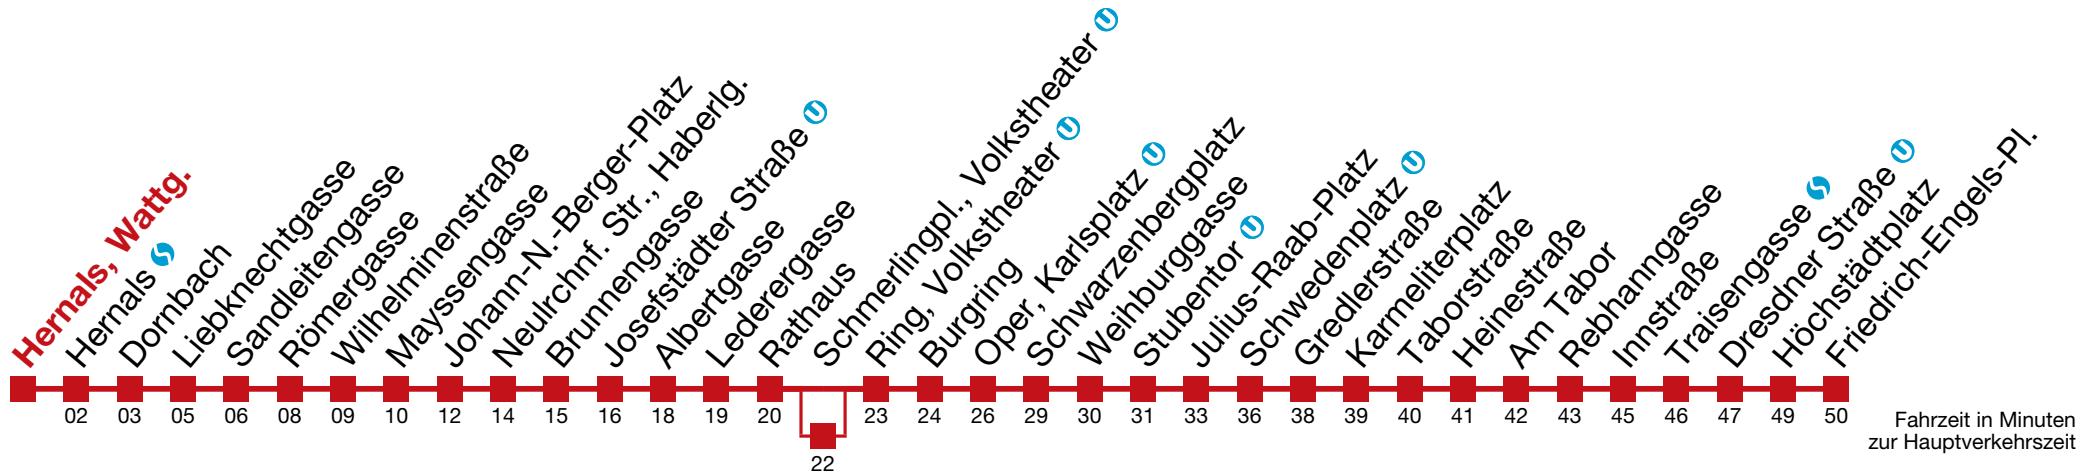 Hernals, Wattg.
Hernals
Dornbach
Liebknechtgasse
Sandleitengasse
Römergasse
Wilhelminenstraße
Mayssengasse
Johann-N.-Berger-Platz
Neulrchnf. Str., Haberlg.
Brunnengasse
Josefstädter Straße U
Albertgasse
Lederergasse
Rathaus
Schmerlingpl., Volkstheater U
Ring, Volkstheater U
Burgring
Oper, Karlsplatz U
Schwarzenbergplatz
Weihburggasse
Stubentor U
Julius-Raab-Platz
Schwedenplatz U
Gredlerstraße
Karmeliterplatz
Taborstraße
Heinestraße
Am Tabor
Rebhanngasse
Innstraße
Traisengasse
Dresdner Straße U
Höchstädtplatz
Friedrich-Engels-Pl.
02 03 05 06 08 09 10 12 14 15 16 18 19 20 23 24 26 29 30 31 33 36 38 39 40 41 42 43 45 46 47 49 50
22
Fahrzeit in Minuten
zur Hauptverkehrszeit